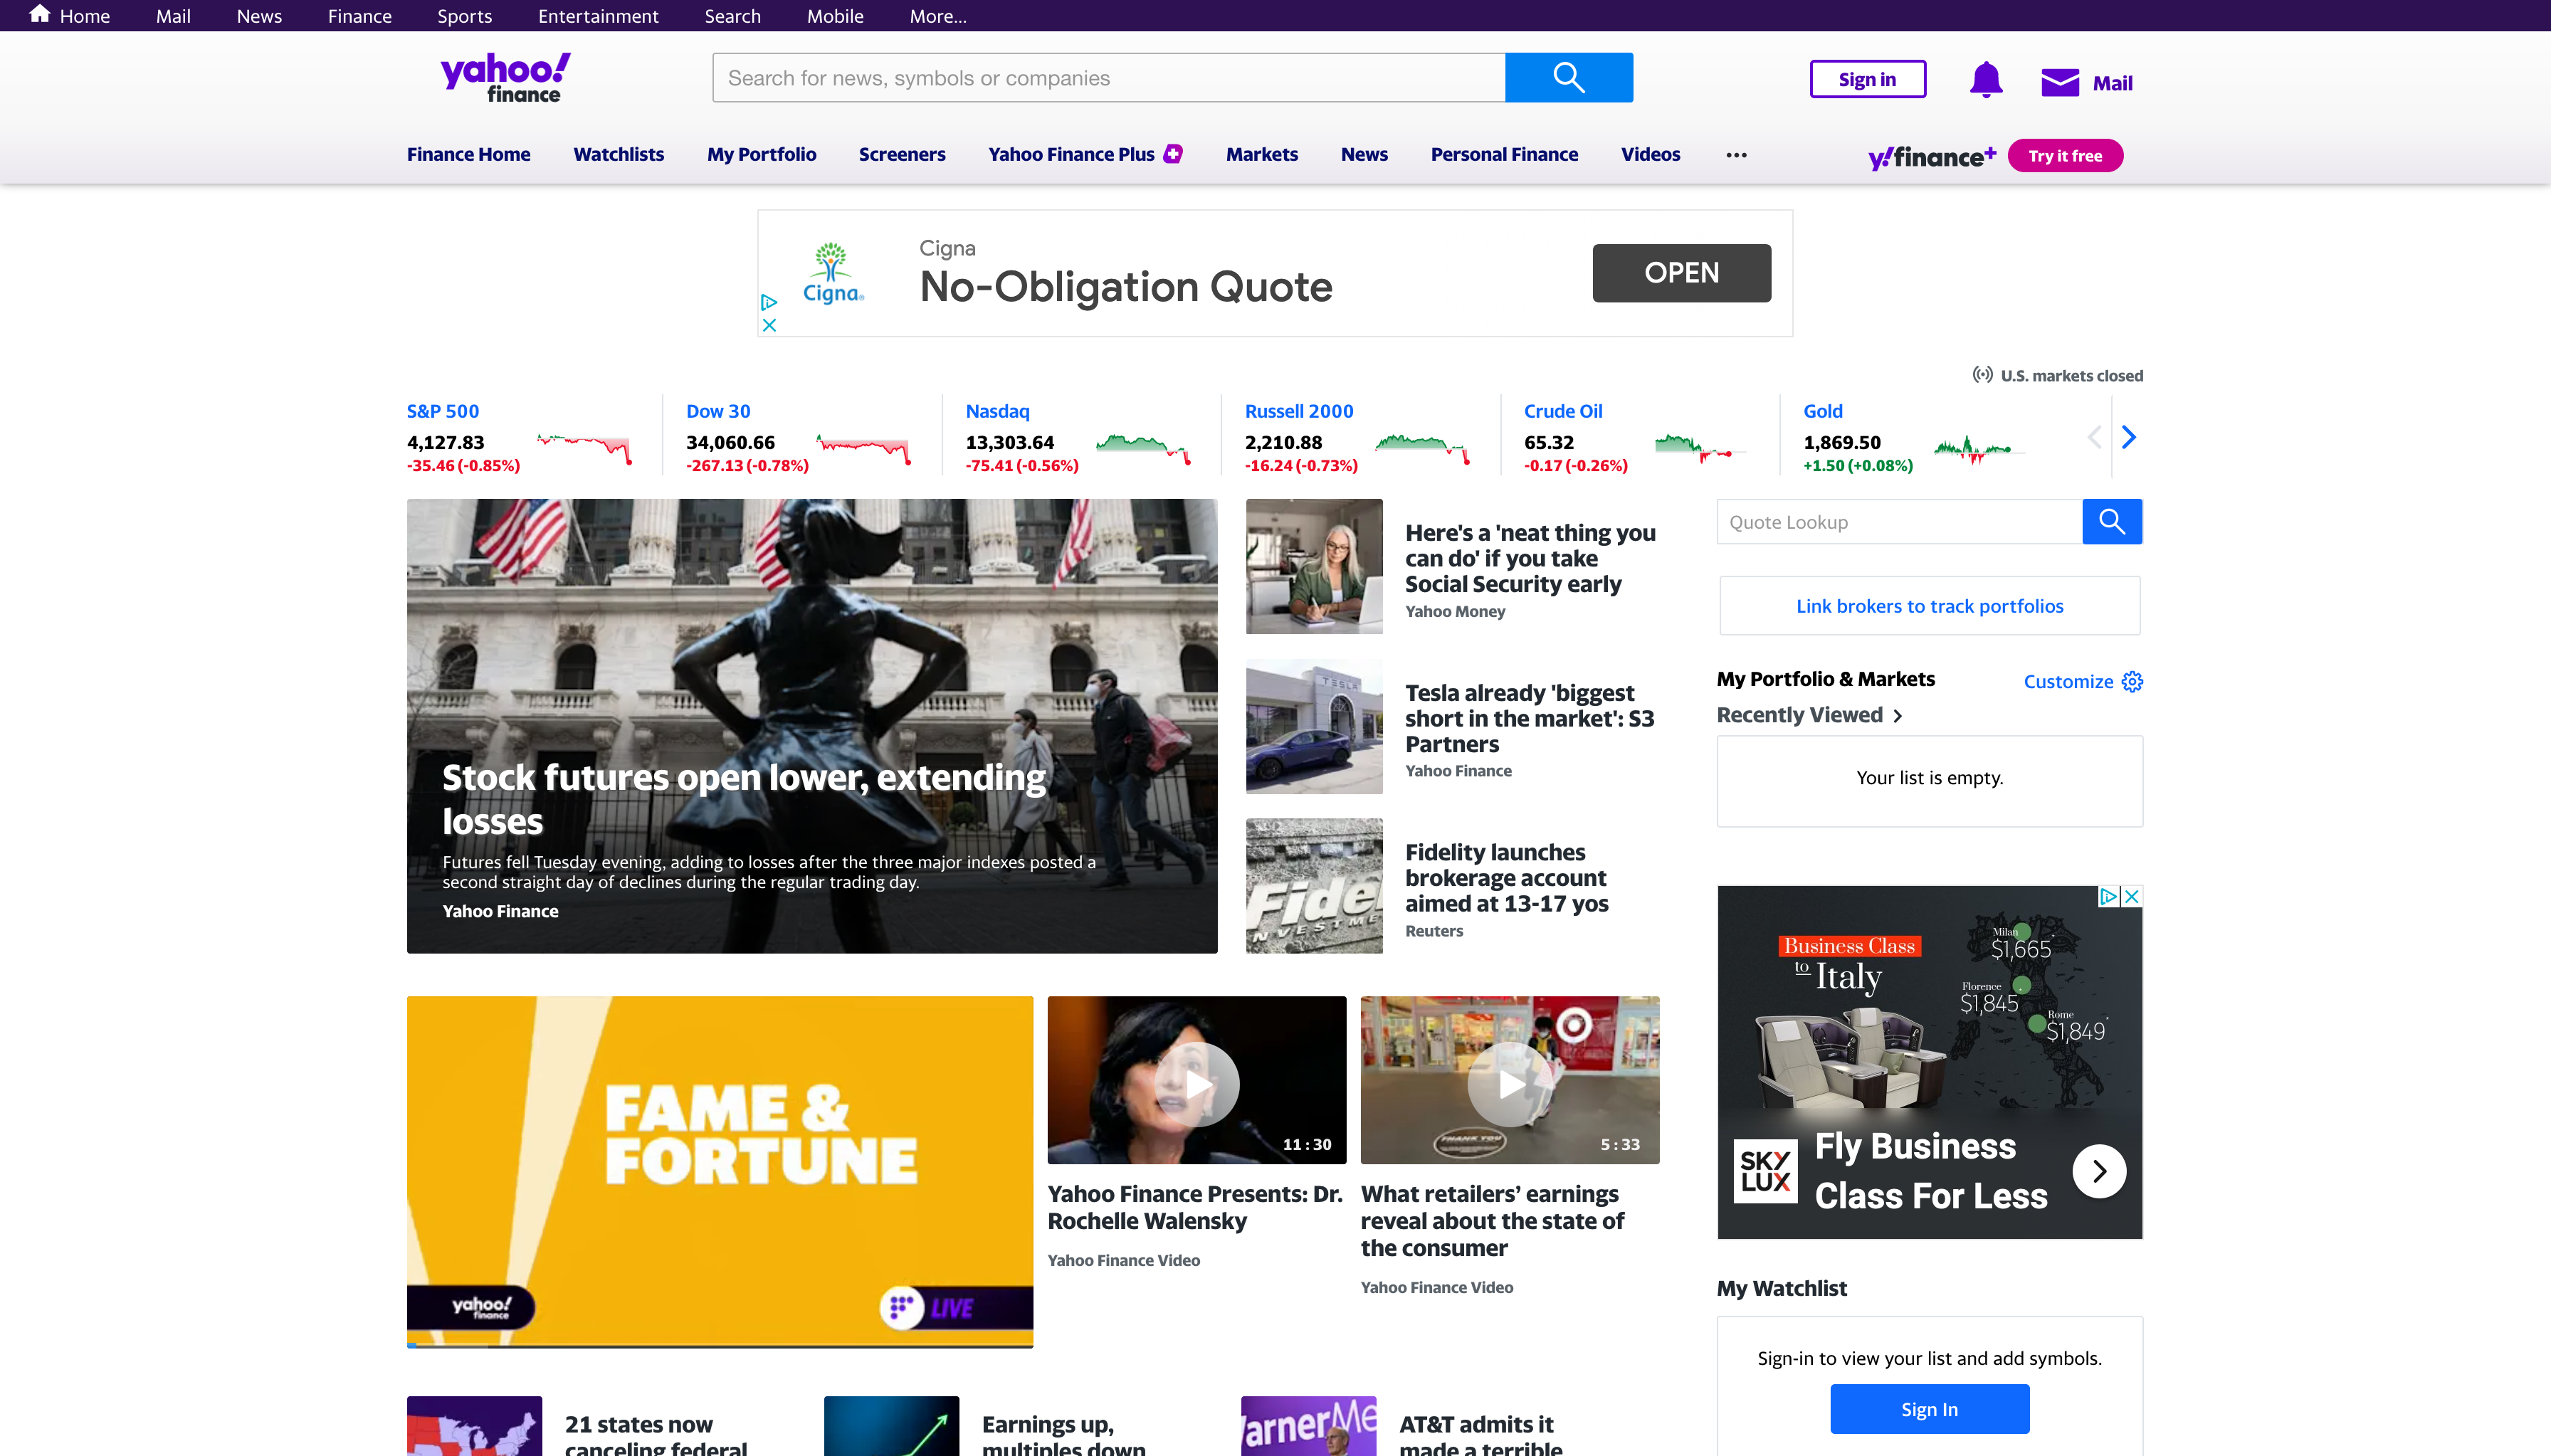 Home Mail News Finance Sports Entertainment Search Mobile More...
yahoo!
finance
Search for news, symbols or companies
Sign in
Mail
Finance Home Watchlists My Portfolio Screeners Yahoo Finance Plus Markets News Personal Finance Videos ...
y!finance+ Try it free
Cigna
Cigna
No-Obligation Quote
OPEN
U.S. markets closed
S&P 500
4,127.83
-35.46 (-0.85%)
Dow 30
34,060.66
-267.13 (-0.78%)
Nasdaq
13,303.64
-75.41 (-0.56%)
Russell 2000
2,210.88
-16.24 (-0.73%)
Crude Oil
65.32
-0.17 (-0.26%)
Gold
1,869.50
+1.50 (+0.08%)
Stock futures open lower, extending
losses
Futures fell Tuesday evening, adding to losses after the three major indexes posted a
second straight day of declines during the regular trading day.
Yahoo Finance
Here's a 'neat thing you
can do' if you take
Social Security early
Yahoo Money
TESLA
Tesla already 'biggest
short in the market': S3
Partners
Yahoo Finance
Fide
NVESTME
Fidelity launches
brokerage account
aimed at 13-17 yos
Reuters
Quote Lookup
Link brokers to track portfolios
My Portfolio & Markets
Customize
Recently Viewed
Your list is empty.
Business Class
to Italy
Milan
$1,665
Florence
$1,845
Rome
$1,849
SKY
LUX
Fly Business
Class For Less
FAME &
FORTUNE
yahoo!
finance
LIVE
11:30
Yahoo Finance Presents: Dr.
Rochelle Walensky
Yahoo Finance Video
THANK YOU
5:33
What retailers’ earnings
reveal about the state of
the consumer
Yahoo Finance Video
My Watchlist
Sign-in to view your list and add symbols.
Sign In
21 states now
canceling federal
Earnings up,
multiples down
arnerMe
AT&T admits it
made a terrible